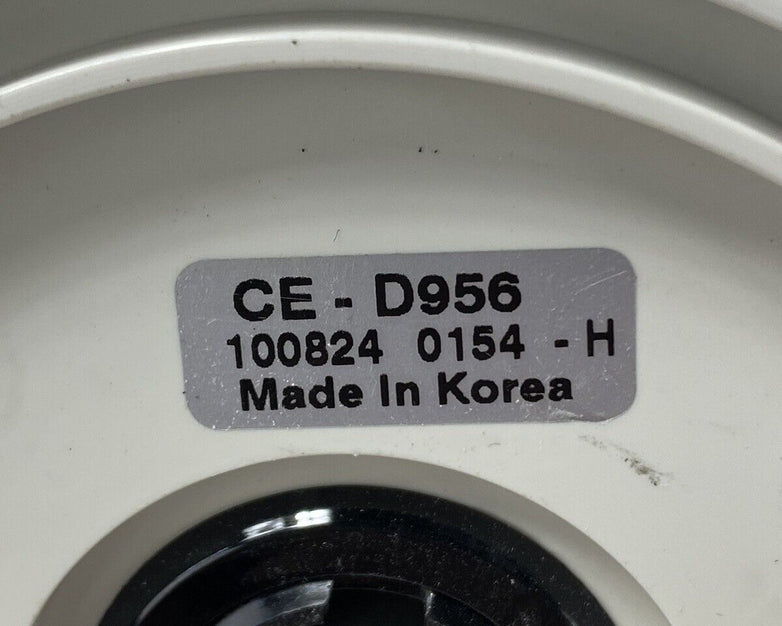 CE - D956
100824 0154 - H
Made In Korea